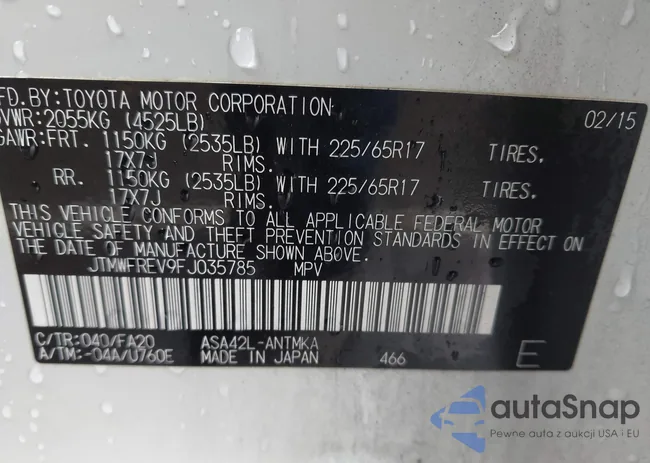 FD.BY:TOYOTA MOTOR CORPORATION 02/15
VWR:2055KG (4525LB)
GAWR:FRT. 1150KG (2535LB) WITH 225/65R17 TIRES.
17X7J RIMS.
RR. 1150KG (2535LB) WITH 225/65R17 TIRES.
17X7J RIMS.
THIS VEHICLE CONFORMS TO ALL APPLICABLE FEDERAL MOTOR
VEHICLE SAFETY AND THEFT PREVENTION STANDARDS IN EFFECT ON
THE DATE OF MANUFACTURE SHOWN ABOVE.
JTMWFREV9FJ035785 MPV
C/TR:040/FA20 ASA42L-ANTMKA
A/TM:-04A/U760E MADE IN JAPAN 466 E
autaSnap
Pewne auta z aukcji USA i EU